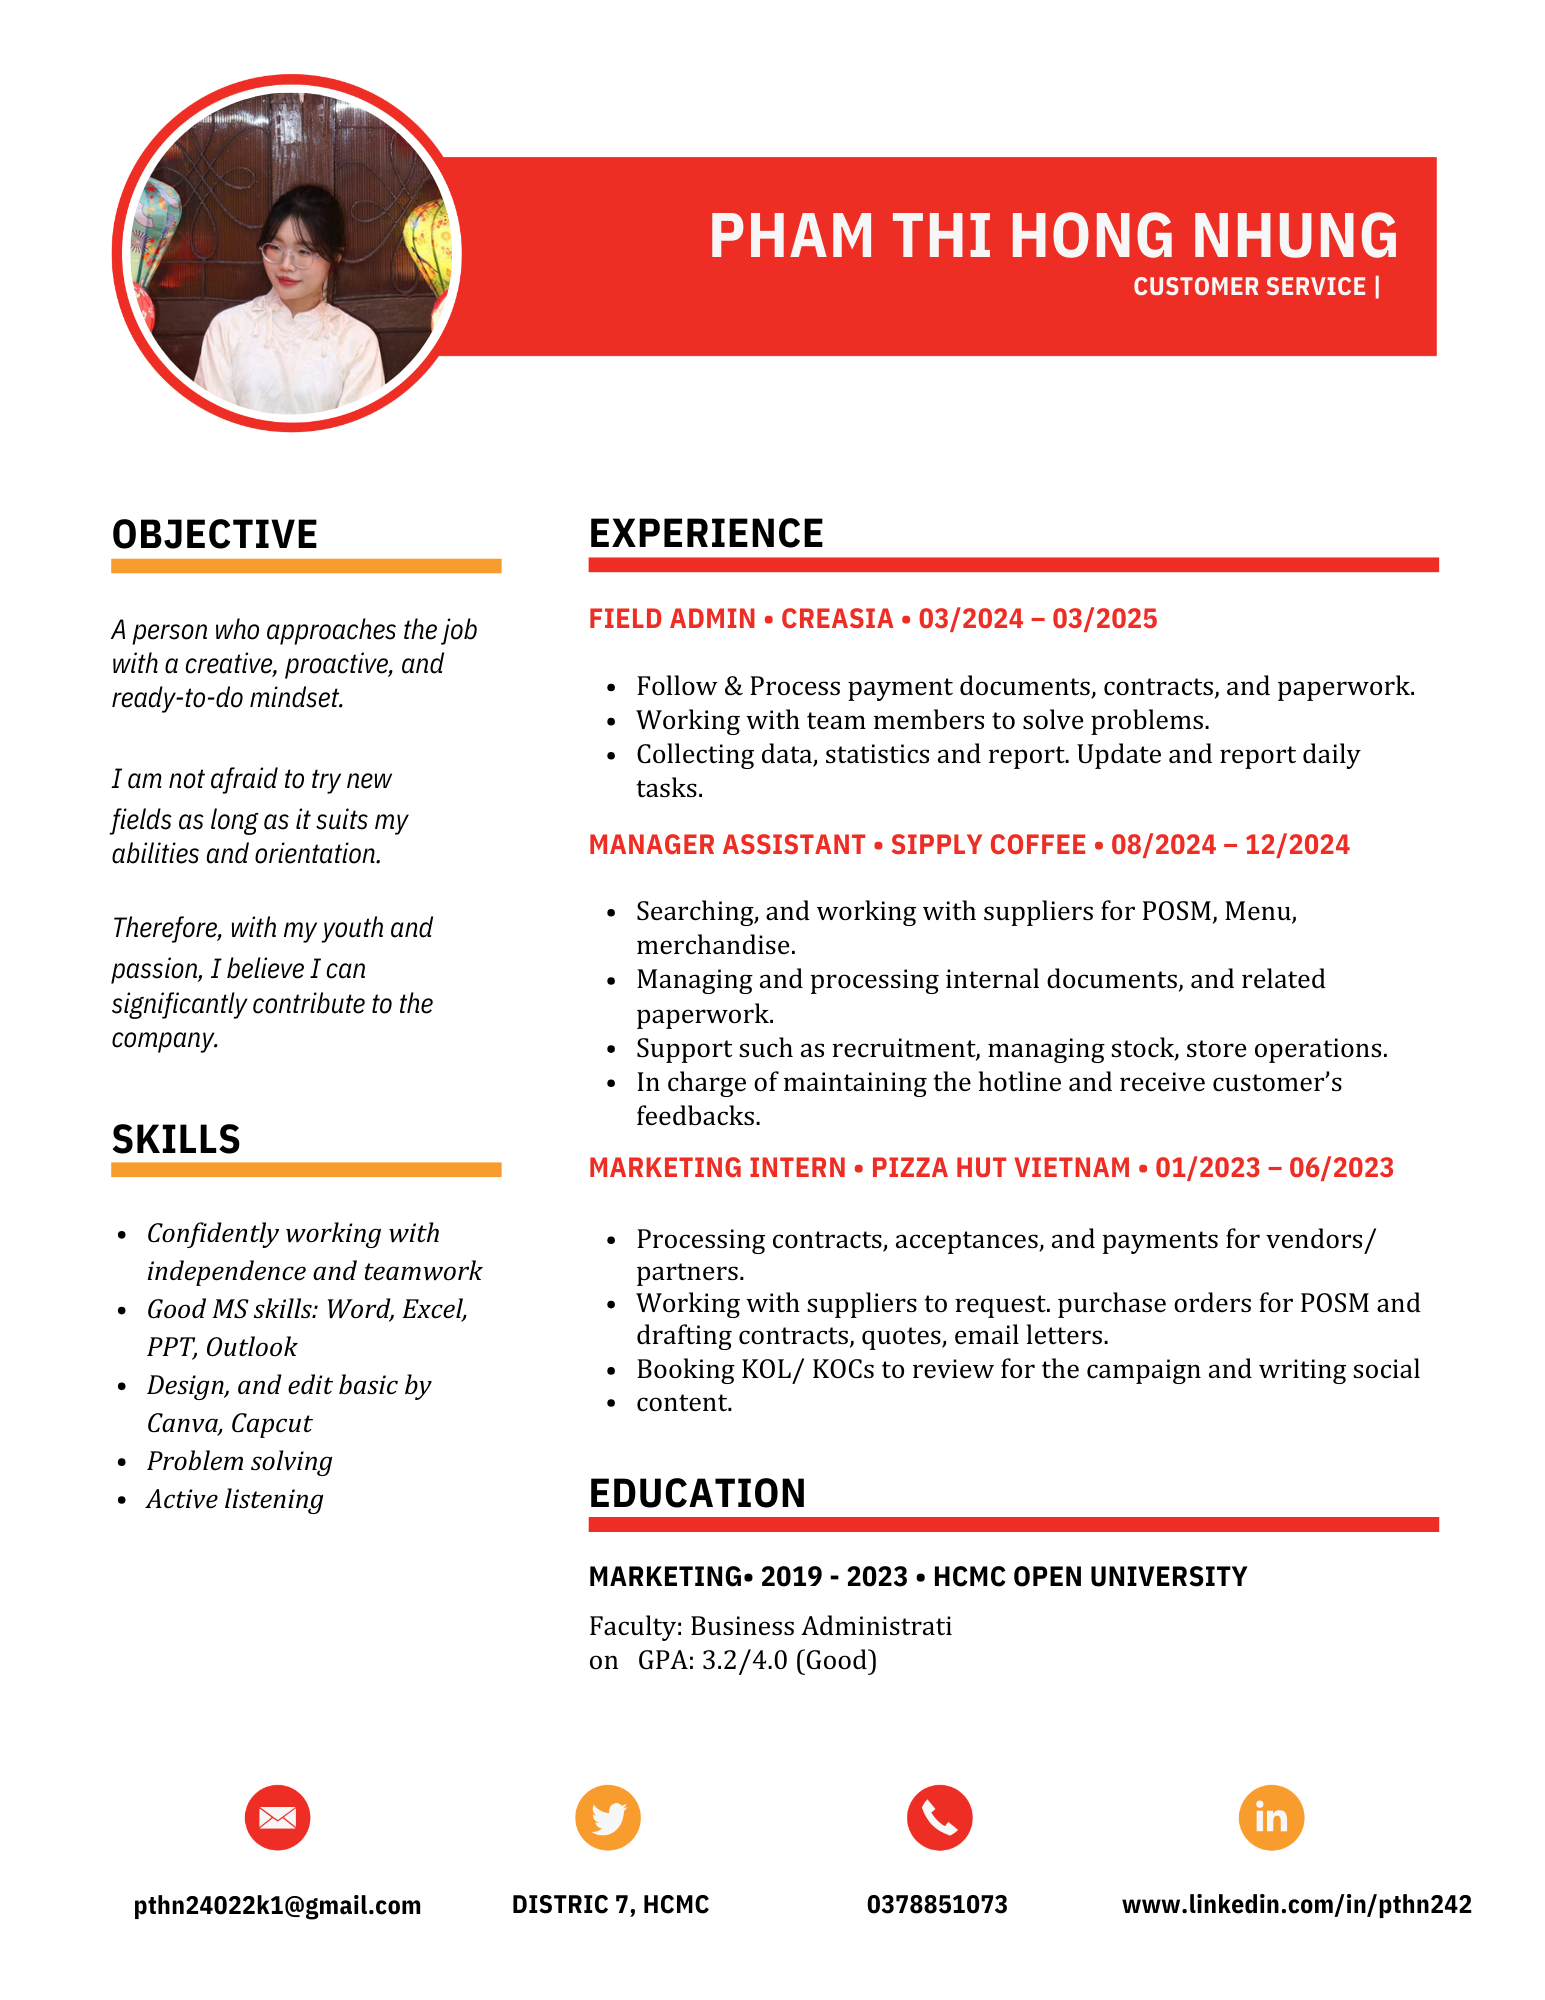 PHAM THI HONG NHUNG
CUSTOMER SERVICE |
OBJECTIVE
A person who approaches the job
with a creative, proactive, and
ready-to-do mindset.
I am not afraid to try new
fields as long as it suits my
abilities and orientation.
Therefore, with my youth and
passion, I believe I can
significantly contribute to the
company.
SKILLS
• Confidently working with
independence and teamwork
• Good MS skills: Word, Excel,
PPT, Outlook
• Design, and edit basic by
Canva, Capcut
• Problem solving
• Active listening
EXPERIENCE
FIELD ADMIN • CREASIA • 03/2024 – 03/2025
• Follow & Process payment documents, contracts, and paperwork.
• Working with team members to solve problems.
• Collecting data, statistics and report. Update and report daily
tasks.
MANAGER ASSISTANT • SIPPLY COFFEE • 08/2024 – 12/2024
• Searching, and working with suppliers for POSM, Menu,
merchandise.
• Managing and processing internal documents, and related
paperwork.
• Support such as recruitment, managing stock, store operations.
• In charge of maintaining the hotline and receive customer’s
feedbacks.
MARKETING INTERN • PIZZA HUT VIETNAM • 01/2023 – 06/2023
• Processing contracts, acceptances, and payments for vendors/
partners.
• Working with suppliers to request. purchase orders for POSM and
drafting contracts, quotes, email letters.
• Booking KOL/ KOCs to review for the campaign and writing social
• content.
EDUCATION
MARKETING• 2019 - 2023 • HCMC OPEN UNIVERSITY
Faculty: Business Administrati
on GPA: 3.2/4.0 (Good)
in
pthn24022k1@gmail.com
DISTRIC 7, HCMC
0378851073
www.linkedin.com/in/pthn242